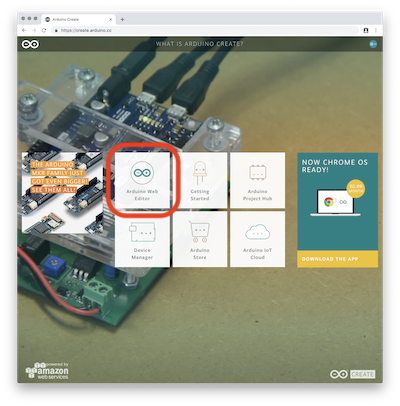 Arduino Create
https://create.arduino.cc
WHAT IS ARDUINO CREATE?
THE ARDUINO
MKR FAMILY JUST
GOT EVEN BIGGER,
SEE THEM ALL!
Arduino Web
Editor
Getting
Started
Arduino
Project Hub
Device
Manager
Arduino
Store
Arduino IoT
Cloud
NOW CHROME OS
READY!
DOWNLOAD THE APP
powered by
amazon
webservices
CREATE